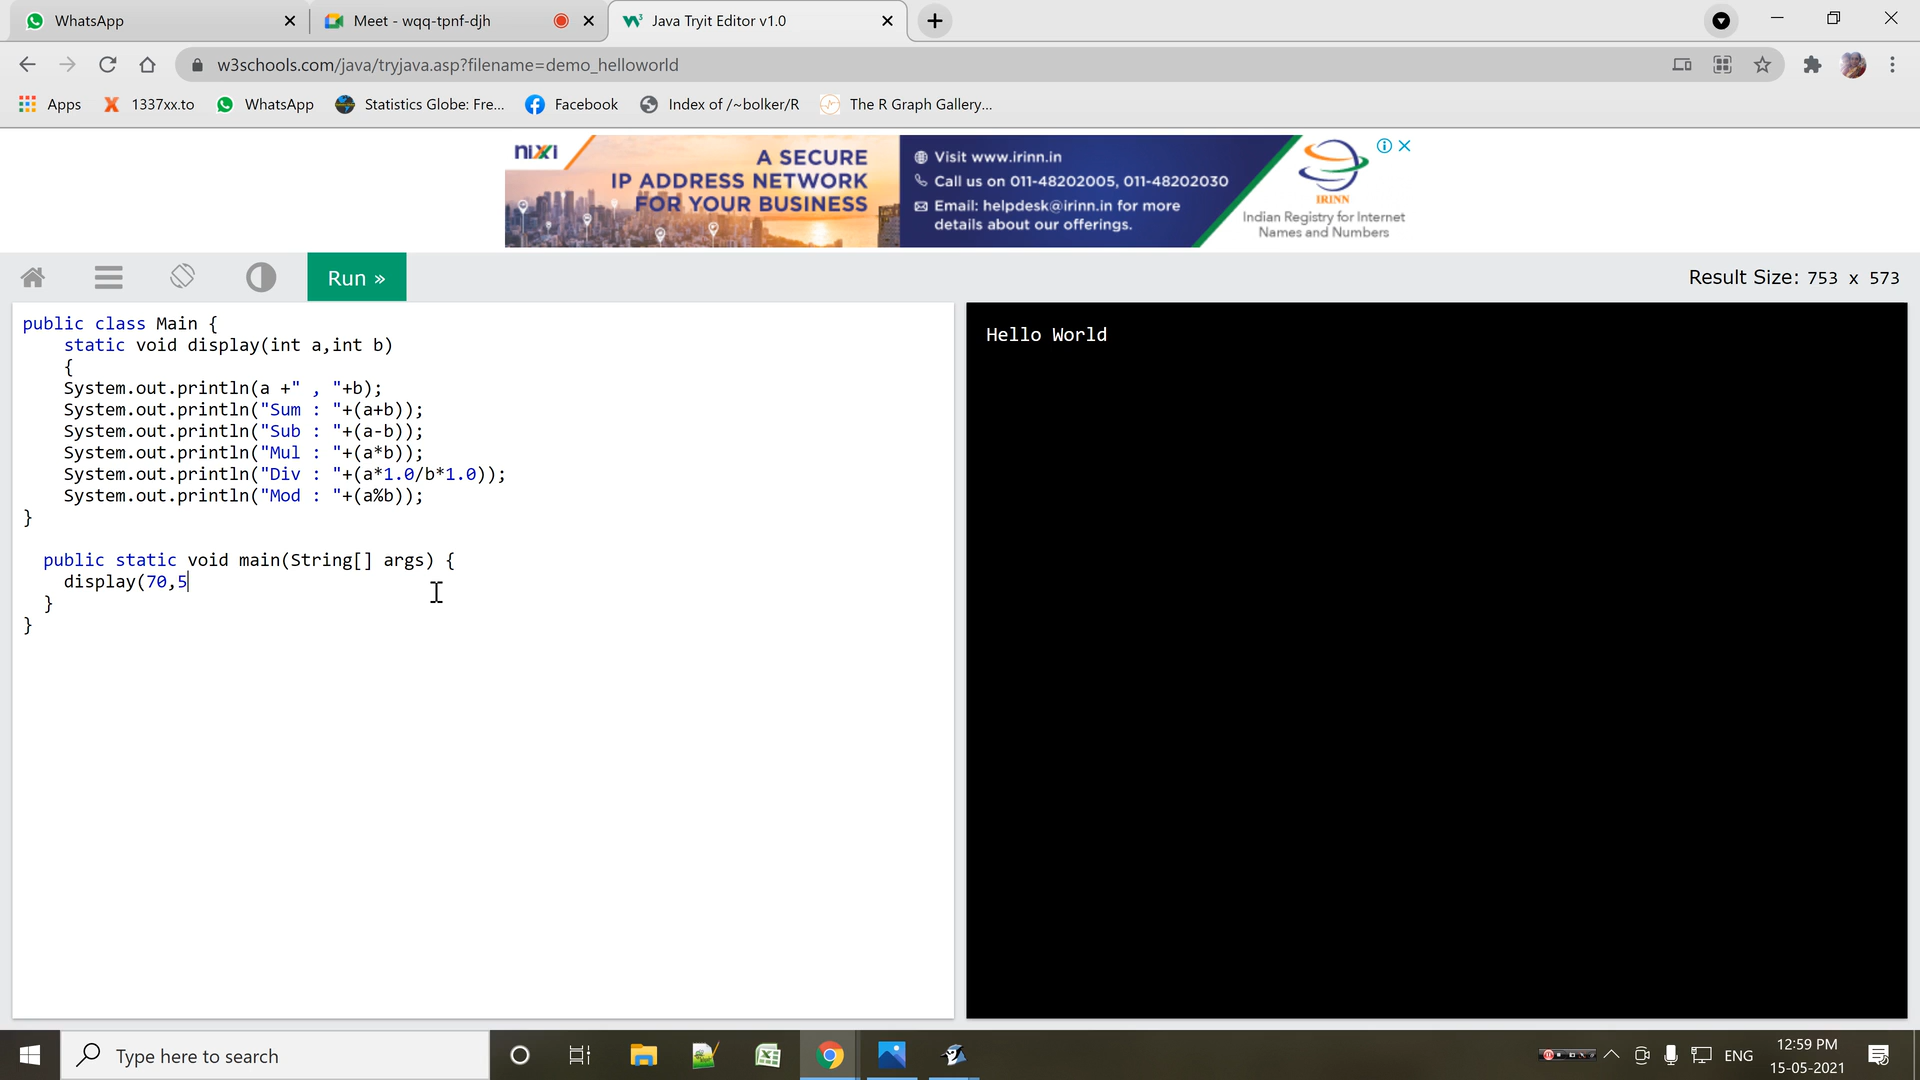 WhatsApp
Meet - wqq-tpnf-djh
Java Tryit Editor v1.0
w3schools.com/java/tryjava.asp?filename=demo_helloworld
Apps
1337xx.to
WhatsApp
Statistics Globe: Fre...
Facebook
Index of /~bolker/R
The R Graph Gallery...
nixi
A SECURE
IP ADDRESS NETWORK
FOR YOUR BUSINESS
Visit www.irinn.in
Call us on 011-48202005, 011-48202030
Email: helpdesk@irinn.in for more
details about our offerings.
IRINN
Indian Registry for Internet
Names and Numbers
Run »
Result Size: 753 x 573
public class Main {
static void display(int a,int b)
{
System.out.println(a +" , "+b);
System.out.println("Sum : "+(a+b));
System.out.println("Sub : "+(a-b));
System.out.println("Mul : "+(a*b));
System.out.println("Div : "+(a*1.0/b*1.0));
System.out.println("Mod : "+(a%b));
}
public static void main(String[] args) {
display(70,5
}
}
Hello World
Type here to search
ENG
12:59 PM
15-05-2021